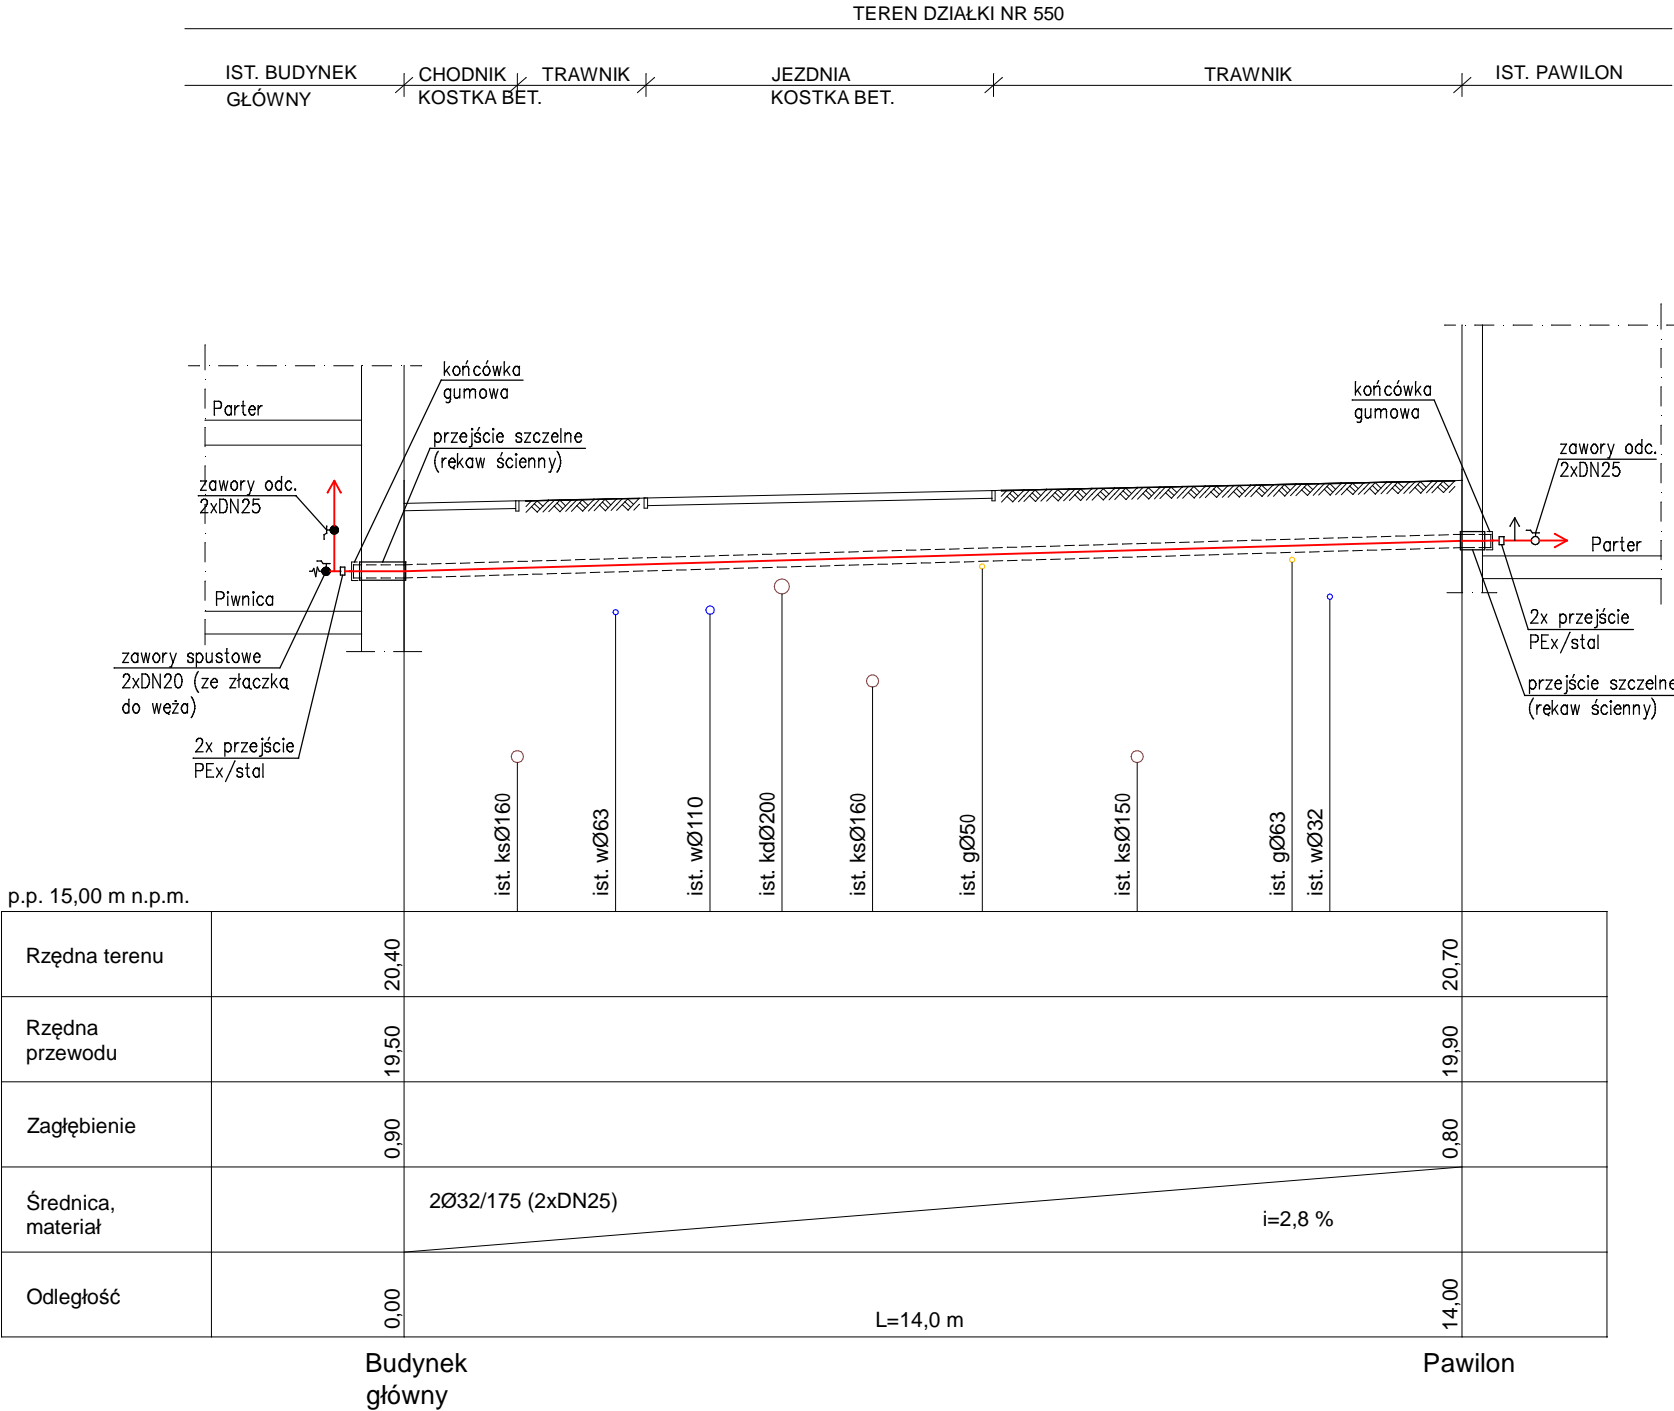 TEREN DZIAŁKI NR 550
IST. BUDYNEK
GŁÓWNY
CHODNIK
KOSTKA BET.
TRAWNIK
JEZDNIA
KOSTKA BET.
TRAWNIK
IST. PAWILON
końcówka
gumowa
przejście szczelne
(rękaw ścienny)
Parter
zawory odc.
2xDN25
Piwnica
zawory spustowe
2xDN20 (ze złączką
do węża)
2x przejście
PEx/stal
końcówka
gumowa
zawory odc.
2xDN25
Parter
2x przejście
PEx/stal
przejście szczelne
(rękaw ścienny)
ist. ksØ160
ist. wØ63
ist. wØ110
ist. kdØ200
ist. ksØ160
ist. gØ50
ist. ksØ150
ist. gØ63
ist. wØ32
p.p. 15,00 m n.p.m.
Rzędna terenu
20,40
20,70
Rzędna
przewodu
19,50
19,90
Zagłębienie
0,90
0,80
Średnica,
materiał
2Ø32/175 (2xDN25)
i=2,8 %
Odległość
0,00
L=14,0 m
14,00
Budynek
główny
Pawilon